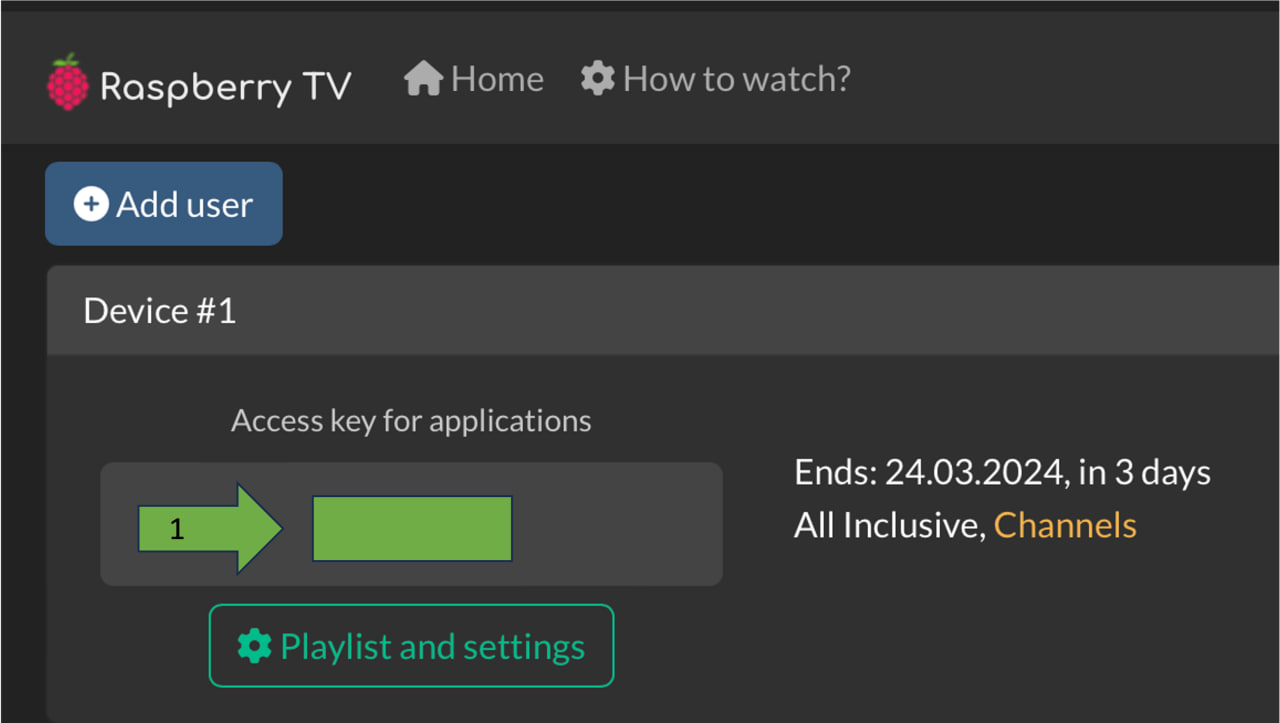 Raspberry TV Home How to watch?
Add user
Device #1
Access key for applications
1
Ends: 24.03.2024, in 3 days
All Inclusive, Channels
Playlist and settings